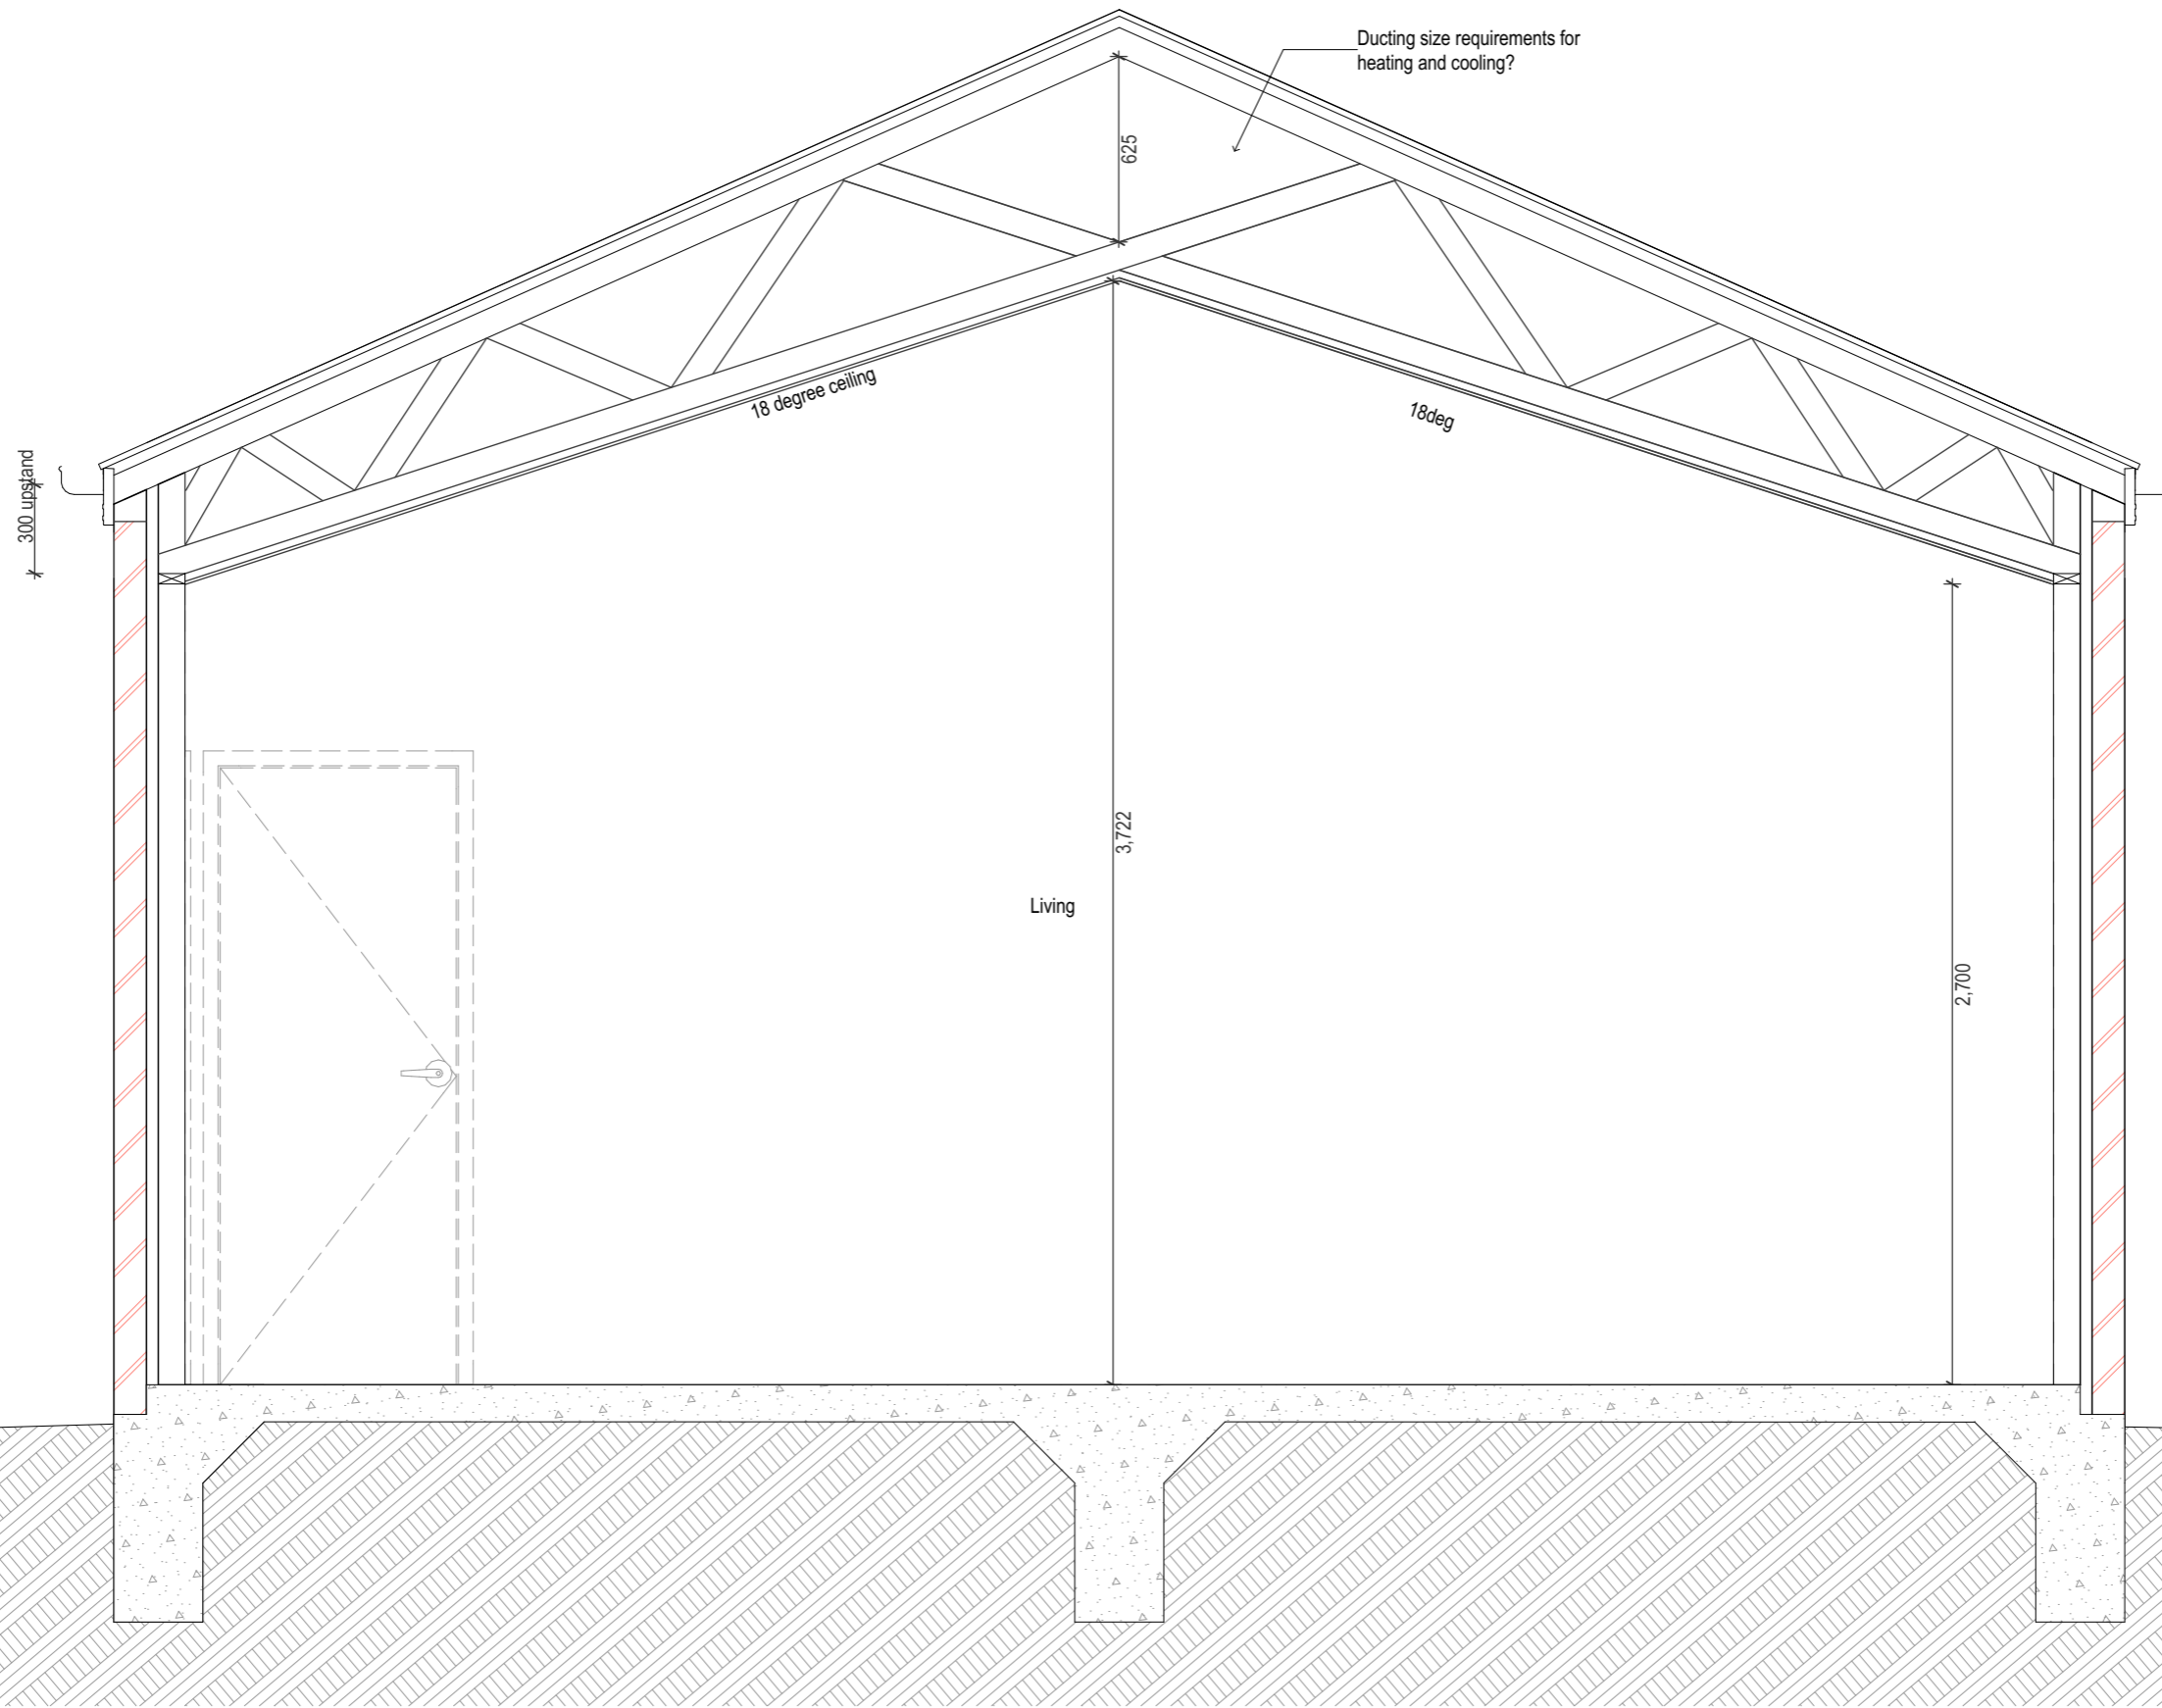 Ducting size requirements for
heating and cooling?
625
18 degree ceiling
18deg
300 upstand
3,722
Living
2,700